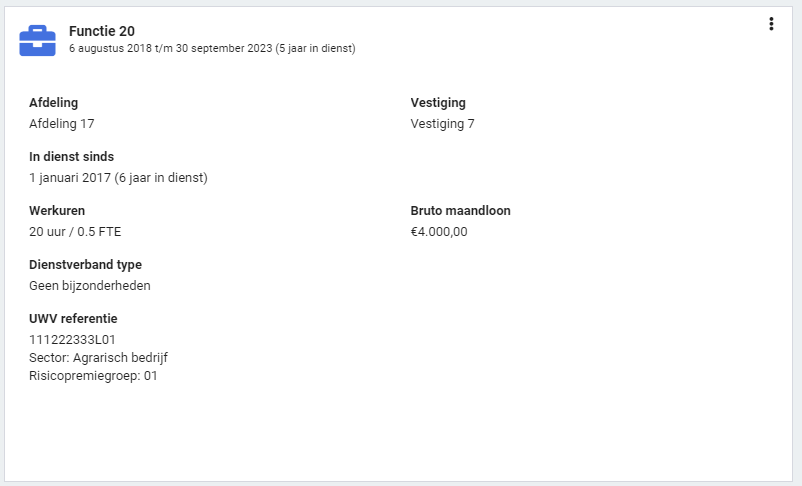 Functie 20
6 augustus 2018 t/m 30 september 2023 (5 jaar in dienst)
Afdeling
Afdeling 17
Vestiging
Vestiging 7
In dienst sinds
1 januari 2017 (6 jaar in dienst)
Werkuren
20 uur / 0.5 FTE
Bruto maandloon
€4.000,00
Dienstverband type
Geen bijzonderheden
UWV referentie
111222333L01
Sector: Agrarisch bedrijf
Risicopremiegroep: 01